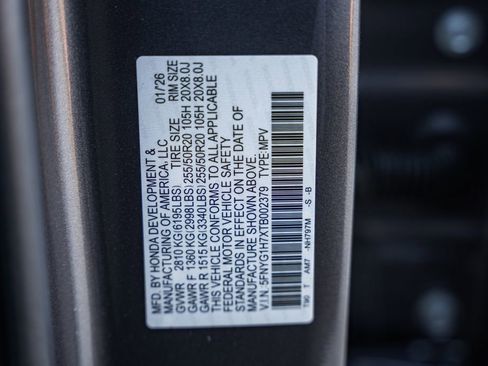 MFD. BY HONDA DEVELOPMENT & 01/26
MANUFACTURING OF AMERICA, LLC
TIRE SIZE RIM SIZE
GVWR 2810 KG(6195LBS)
GAWR F 1360 KG(2998LBS)255/50R20 105H 20X8.0J
GAWR R 1515 KG(3340LBS)255/50R20 105H 20X8.0J
THIS VEHICLE CONFORMS TO ALL APPLICABLE
FEDERAL MOTOR VEHICLE SAFETY
STANDARDS IN EFFECT ON THE DATE OF
MANUFACTURE SHOWN ABOVE.
V.I.N. 5FNYG1H7XTB002379 TYPE:MPV
T90 T AM7 -NH797M -S -B